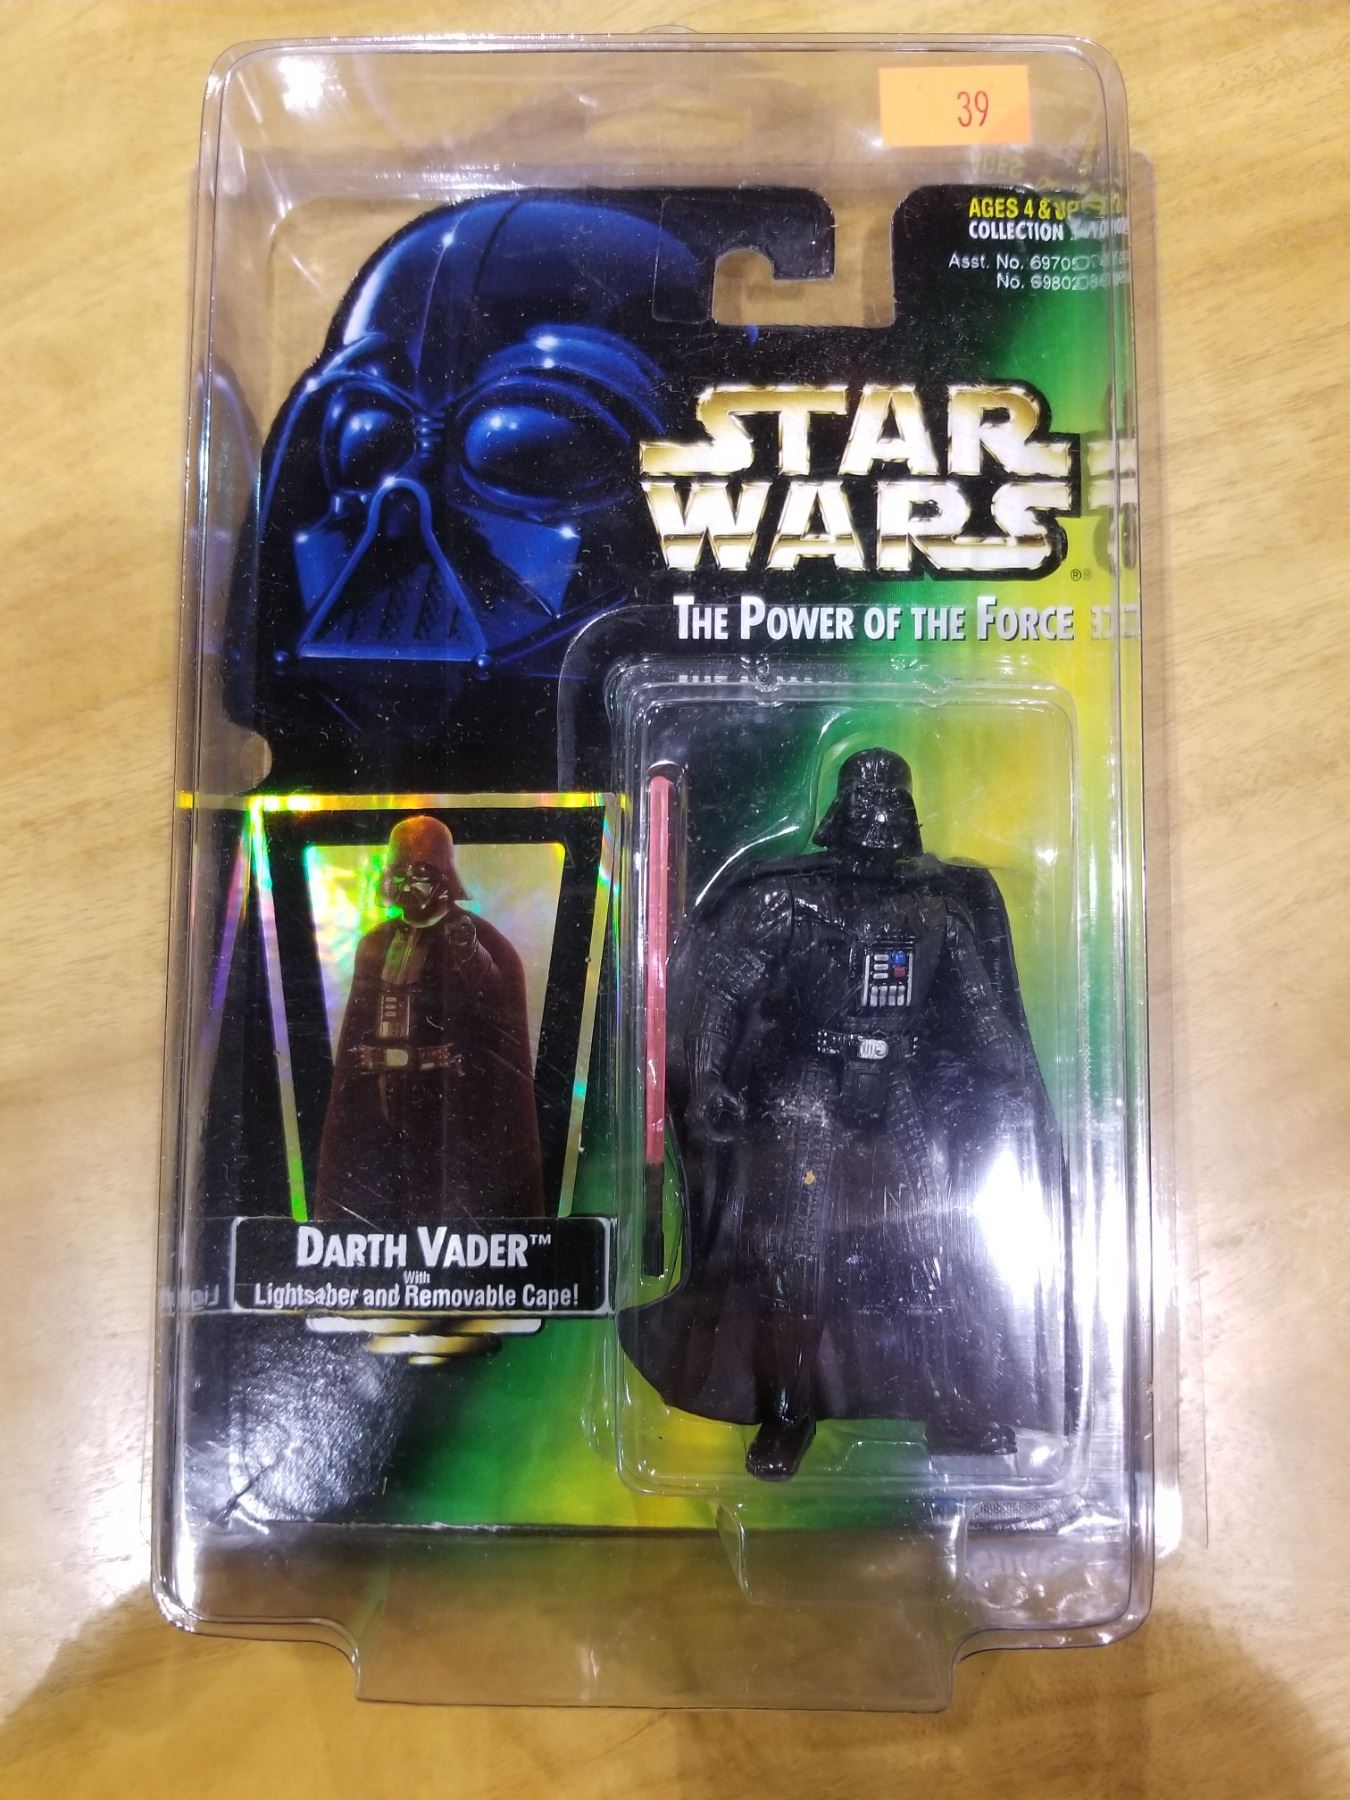 39
AGES 4 & UP
COLLECTION
Asst. No. 69705
No. 69802
STAR
WARS
®
THE POWER OF THE FORCE
DARTH VADER™
With
Lightsaber and Removable Cape!